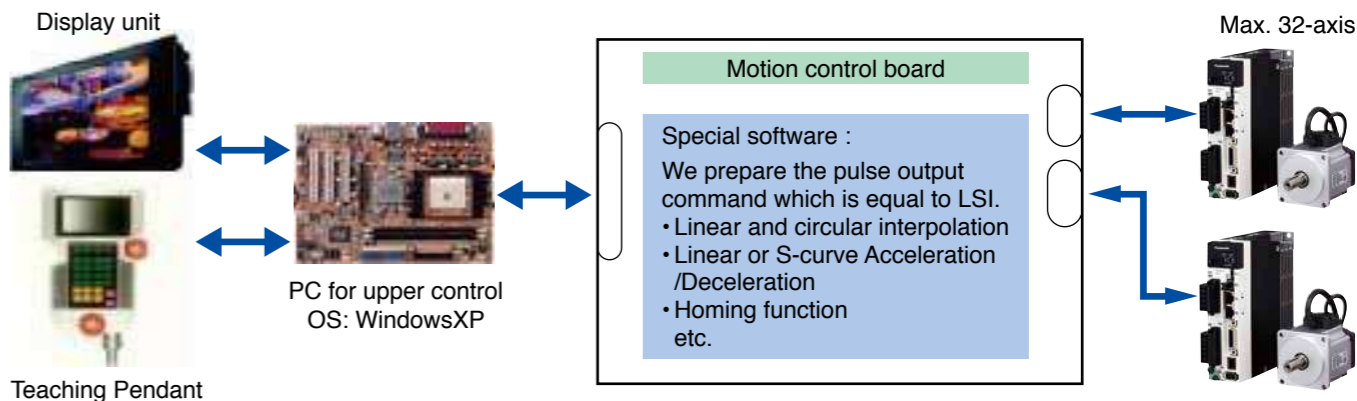 Display unit
Teaching Pendant
PC for upper control
OS: WindowsXP
Motion control board
Special software :
We prepare the pulse output
command which is equal to LSI.
・Linear and circular interpolation
・Linear or S-curve Acceleration
/Deceleration
・Homing function
etc.
Max. 32-axis